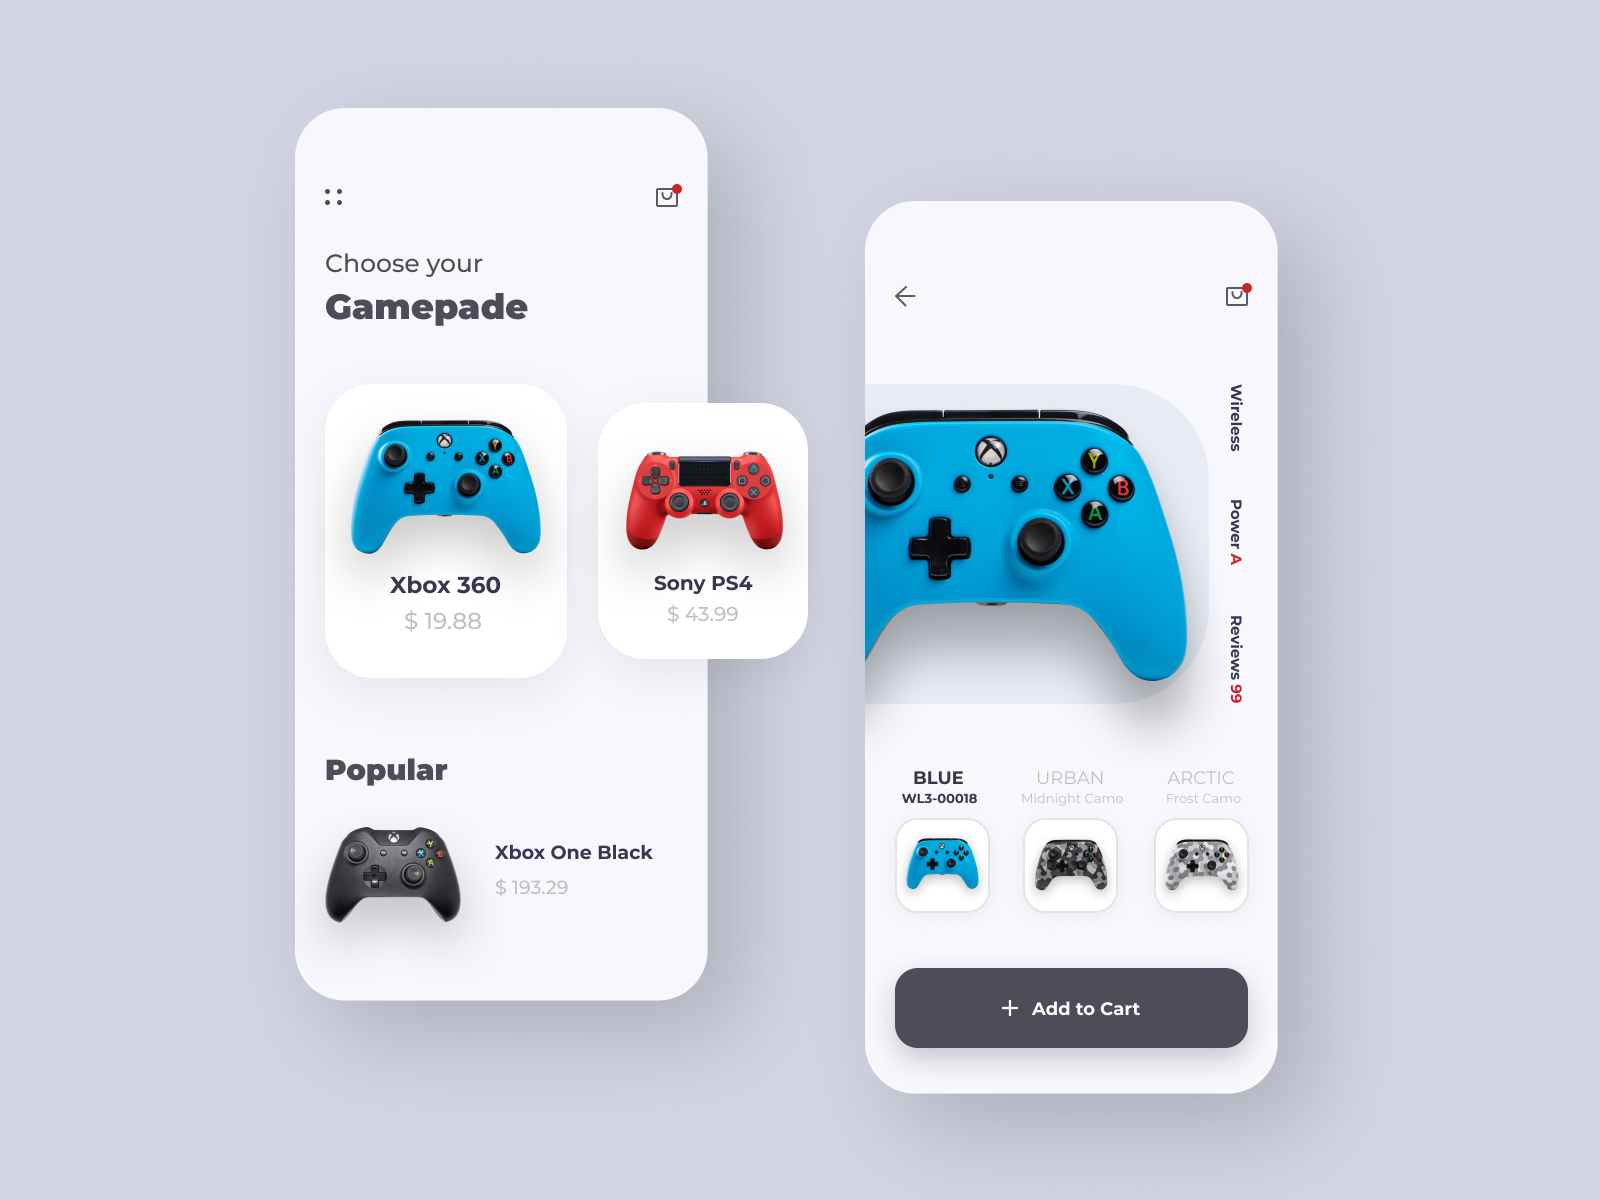 Choose your
Gamepade
Xbox 360
$ 19.88
Sony PS4
$ 43.99
Popular
Xbox One Black
$ 193.29
Y
X
B
A
Wireless
Power A
Reviews 99
BLUE
WL3-00018
URBAN
Midnight Camo
ARCTIC
Frost Camo
+ Add to Cart